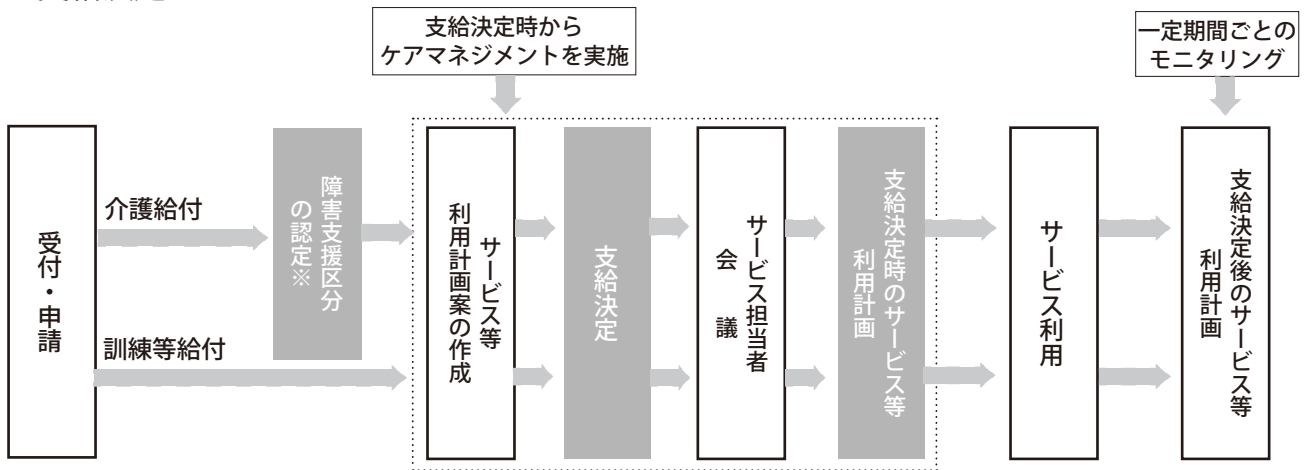 支給決定時から
ケアマネジメントを実施
一定期間ごとの
モニタリング
受付・申請
介護給付
訓練等給付
障害支援区分
の認定※
サービス等
利用計画案の作成
支給決定
サービス担当者
会議
支給決定時のサービス等
利用計画
サービス利用
支給決定後のサービス等
利用計画